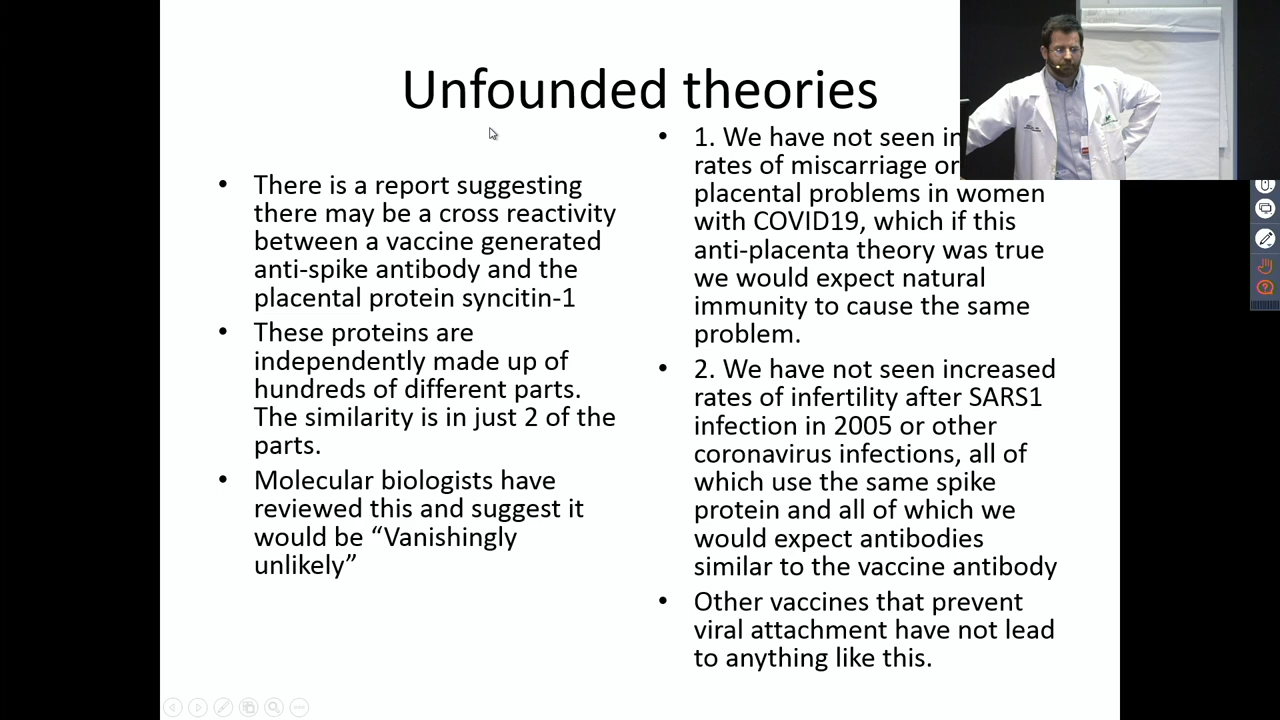 Unfounded theories
There is a report suggesting
there may be a cross reactivity
between a vaccine generated
anti-spike antibody and the
placental protein syncitin-1
These proteins are
independently made up of
hundreds of different parts.
The similarity is in just 2 of the
parts.
Molecular biologists have
reviewed this and suggest it
would be “Vanishingly
unlikely”
1. We have not seen
rates of miscarriage or
placental problems in women
with COVID19, which if this
anti-placenta theory was true
we would expect natural
immunity to cause the same
problem.
2. We have not seen increased
rates of infertility after SARS1
infection in 2005 or other
coronavirus infections, all of
which use the same spike
protein and all of which we
would expect antibodies
similar to the vaccine antibody
Other vaccines that prevent
viral attachment have not lead
to anything like this.